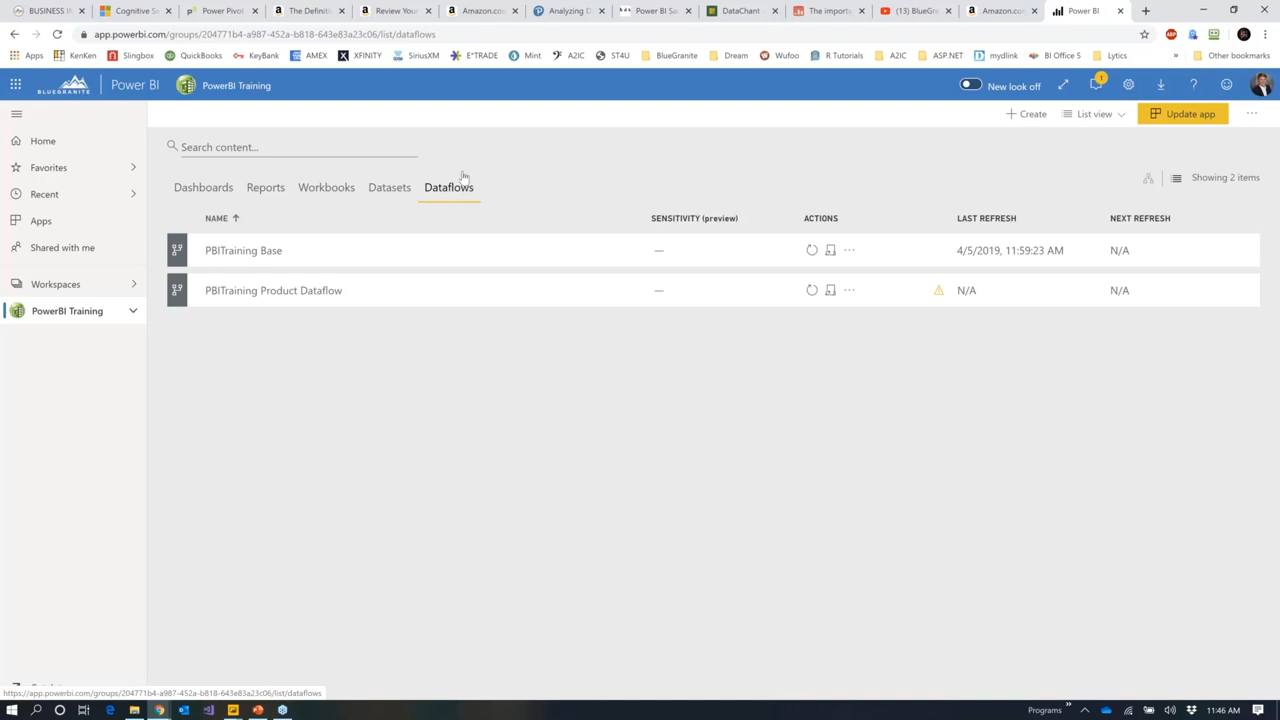 BUSINESS IN
Cognitive Se
Power Pivot
The Definiti
Review Your
Amazon.co
Analyzing D
Power BI Sa
DataChant
The importa
(13) BlueGra
Amazon.co
Power BI
app.powerbi.com/groups/204771b4-a987-452a-b818-643e83a23c06/list/dataflows
Apps
KenKen
Slingbox
QuickBooks
KeyBank
AMEX
XFINITY
SiriusXM
E*TRADE
Mint
ST4U
BlueGranite
Dream
Wufoo
R Tutorials
A2IC
ASP.NET
mydlink
BI Office 5
Lytics
»
Other bookmarks
BLUEGRANITE
Power BI
PowerBI Training
New look off
1
?
Create
List view
Update app
...
Home
Favorites
Recent
Apps
Shared with me
Workspaces
PowerBI Training
Search content...
Dashboards
Reports
Workbooks
Datasets
Dataflows
Showing 2 items
NAME
SENSITIVITY (preview)
ACTIONS
LAST REFRESH
NEXT REFRESH
PBITraining Base
—
...
4/5/2019, 11:59:23 AM
N/A
PBITraining Product Dataflow
—
...
N/A
N/A
https://app.powerbi.com/groups/204771b4-a987-452a-b818-643e83a23c06/list/dataflows
Programs
»
11:46 AM